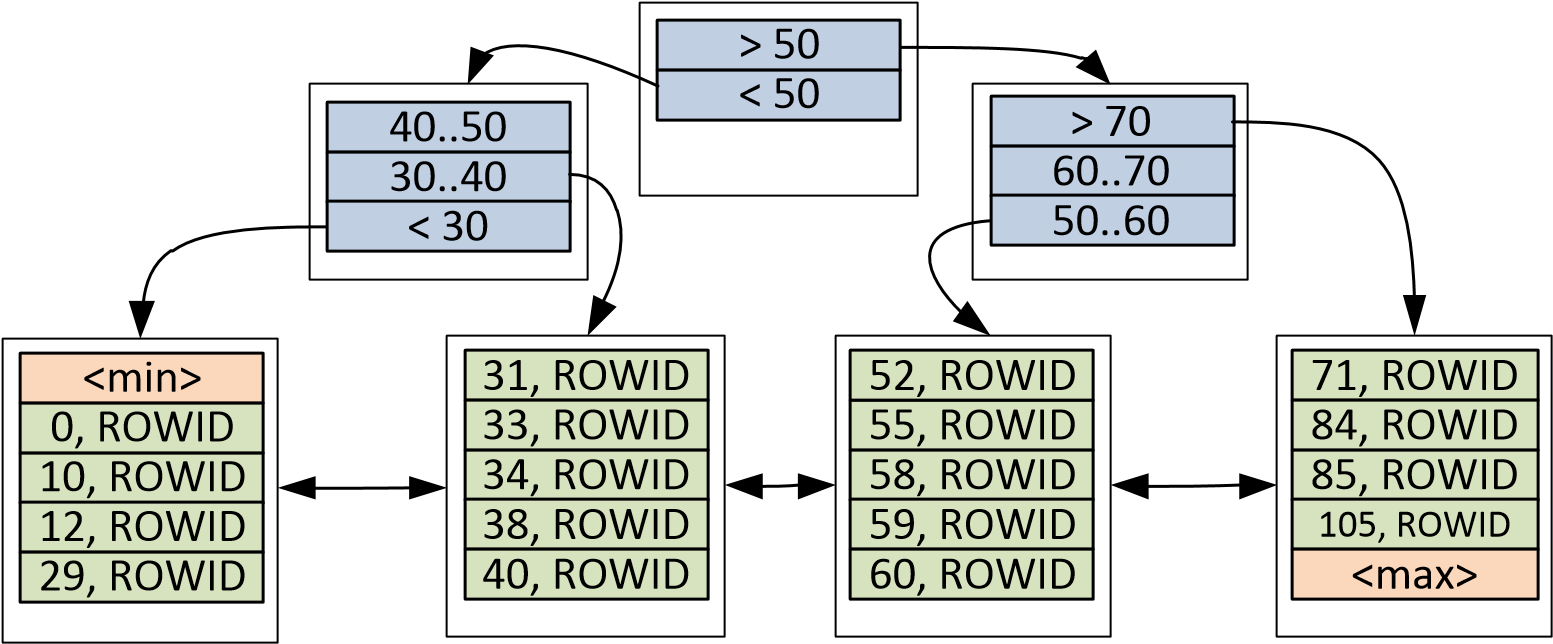 > 50
< 50
40..50
30..40
< 30
> 70
60..70
50..60
<min>
0, ROWID
10, ROWID
12, ROWID
29, ROWID
31, ROWID
33, ROWID
34, ROWID
38, ROWID
40, ROWID
52, ROWID
55, ROWID
58, ROWID
59, ROWID
60, ROWID
71, ROWID
84, ROWID
85, ROWID
105, ROWID
<max>